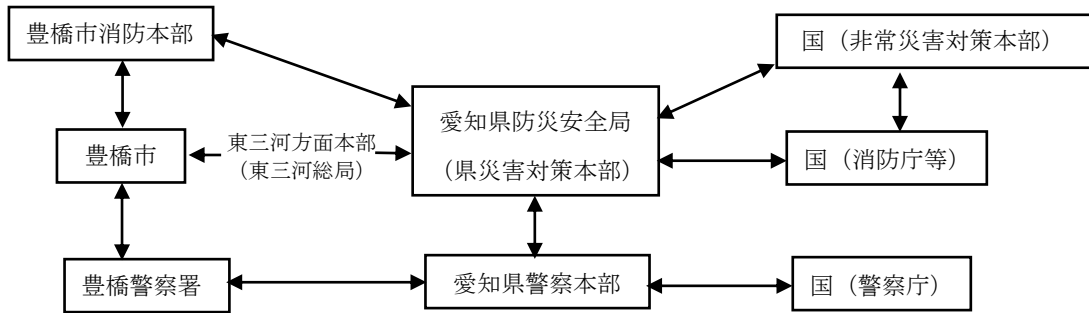 豊橋市消防本部
国（非常災害対策本部）
愛知県防災安全局
（県災害対策本部）
豊橋市
東三河方面本部
（東三河総局）
国（消防庁等）
豊橋警察署
愛知県警察本部
国（警察庁）